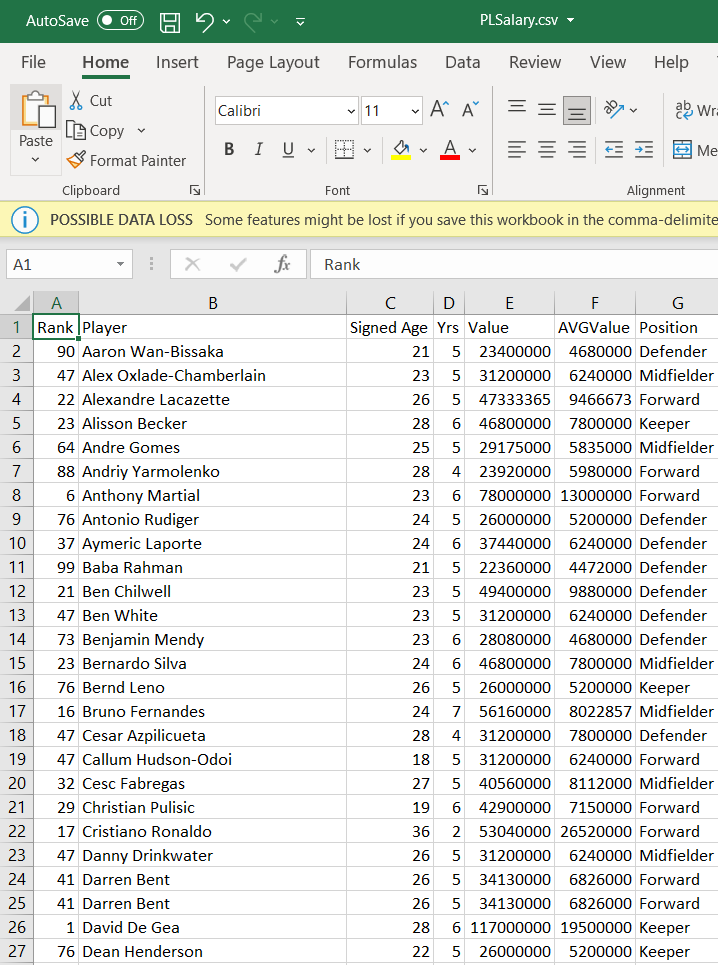 AutoSave Off PLSalary.csv
File Home Insert Page Layout Formulas Data Review View Help
Cut
Copy
Paste
Format Painter
Clipboard
Calibri 11
B I U A
Font
ab Wra
Me
Alignment
POSSIBLE DATA LOSS Some features might be lost if you save this workbook in the comma-delimite
A1 fx Rank
A B C D E F G
1 Rank Player Signed Age Yrs Value AVGValue Position
2 90 Aaron Wan-Bissaka 21 5 23400000 4680000 Defender
3 47 Alex Oxlade-Chamberlain 23 5 31200000 6240000 Midfielder
4 22 Alexandre Lacazette 26 5 47333365 9466673 Forward
5 23 Alisson Becker 28 6 46800000 7800000 Keeper
6 64 Andre Gomes 25 5 29175000 5835000 Midfielder
7 88 Andriy Yarmolenko 28 4 23920000 5980000 Forward
8 6 Anthony Martial 23 6 78000000 13000000 Forward
9 76 Antonio Rudiger 24 5 26000000 5200000 Defender
10 37 Aymeric Laporte 24 6 37440000 6240000 Defender
11 99 Baba Rahman 21 5 22360000 4472000 Defender
12 21 Ben Chilwell 23 5 49400000 9880000 Defender
13 47 Ben White 23 5 31200000 6240000 Defender
14 73 Benjamin Mendy 23 6 28080000 4680000 Defender
15 23 Bernardo Silva 24 6 46800000 7800000 Midfielder
16 76 Bernd Leno 26 5 26000000 5200000 Keeper
17 16 Bruno Fernandes 24 7 56160000 8022857 Midfielder
18 47 Cesar Azpilicueta 28 4 31200000 7800000 Defender
19 47 Callum Hudson-Odoi 18 5 31200000 6240000 Forward
20 32 Cesc Fabregas 27 5 40560000 8112000 Midfielder
21 29 Christian Pulisic 19 6 42900000 7150000 Forward
22 17 Cristiano Ronaldo 36 2 53040000 26520000 Forward
23 47 Danny Drinkwater 26 5 31200000 6240000 Midfielder
24 41 Darren Bent 26 5 34130000 6826000 Forward
25 41 Darren Bent 26 5 34130000 6826000 Forward
26 1 David De Gea 28 6 117000000 19500000 Keeper
27 76 Dean Henderson 22 5 26000000 5200000 Keeper